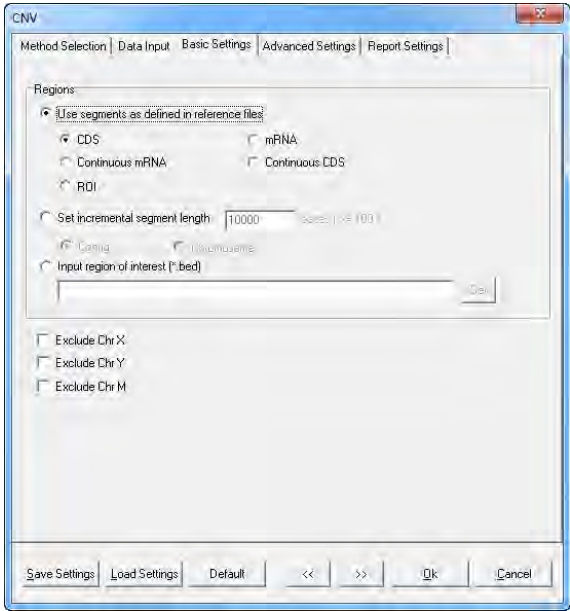 CNV
Method Selection Data Input Basic Settings Advanced Settings Report Settings
Regions
Use segments as defined in reference files
CDS mRNA
Continuous mRNA Continuous CDS
ROI
Set incremental segment length 10000
Contig Chromosome
Input region of interest (*.bed)
Exclude Chr X
Exclude Chr Y
Exclude Chr M
Save Settings Load Settings Default << >> Ok Cancel